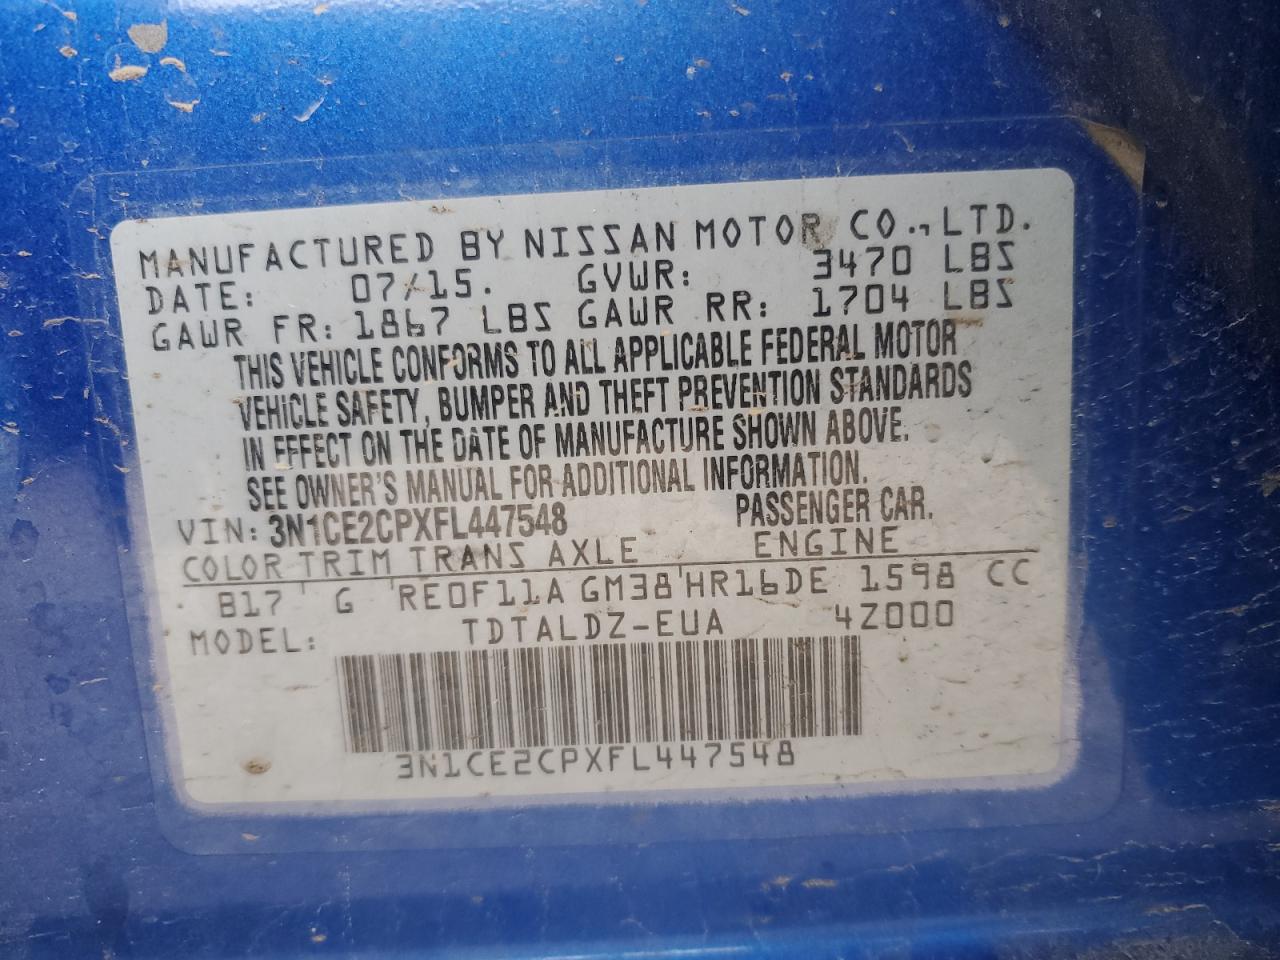 MANUFACTURED BY NISSAN MOTOR CO., LTD.
DATE: 07/15. GVWR: 3470 LBS
GAWR FR: 1867 LBS GAWR RR: 1704 LBS
THIS VEHICLE CONFORMS TO ALL APPLICABLE FEDERAL MOTOR
VEHICLE SAFETY, BUMPER AND THEFT PREVENTION STANDARDS
IN EFFECT ON THE DATE OF MANUFACTURE SHOWN ABOVE.
SEE OWNER'S MANUAL FOR ADDITIONAL INFORMATION.
VIN: 3N1CE2CPXFL447548 PASSENGER CAR.
COLOR TRIM TRANS AXLE ENGINE
B17 G RE0F11A GM38 HR16DE 1598 CC
MODEL: TDTALDZ-EUA 4Z000
3N1CE2CPXFL447548